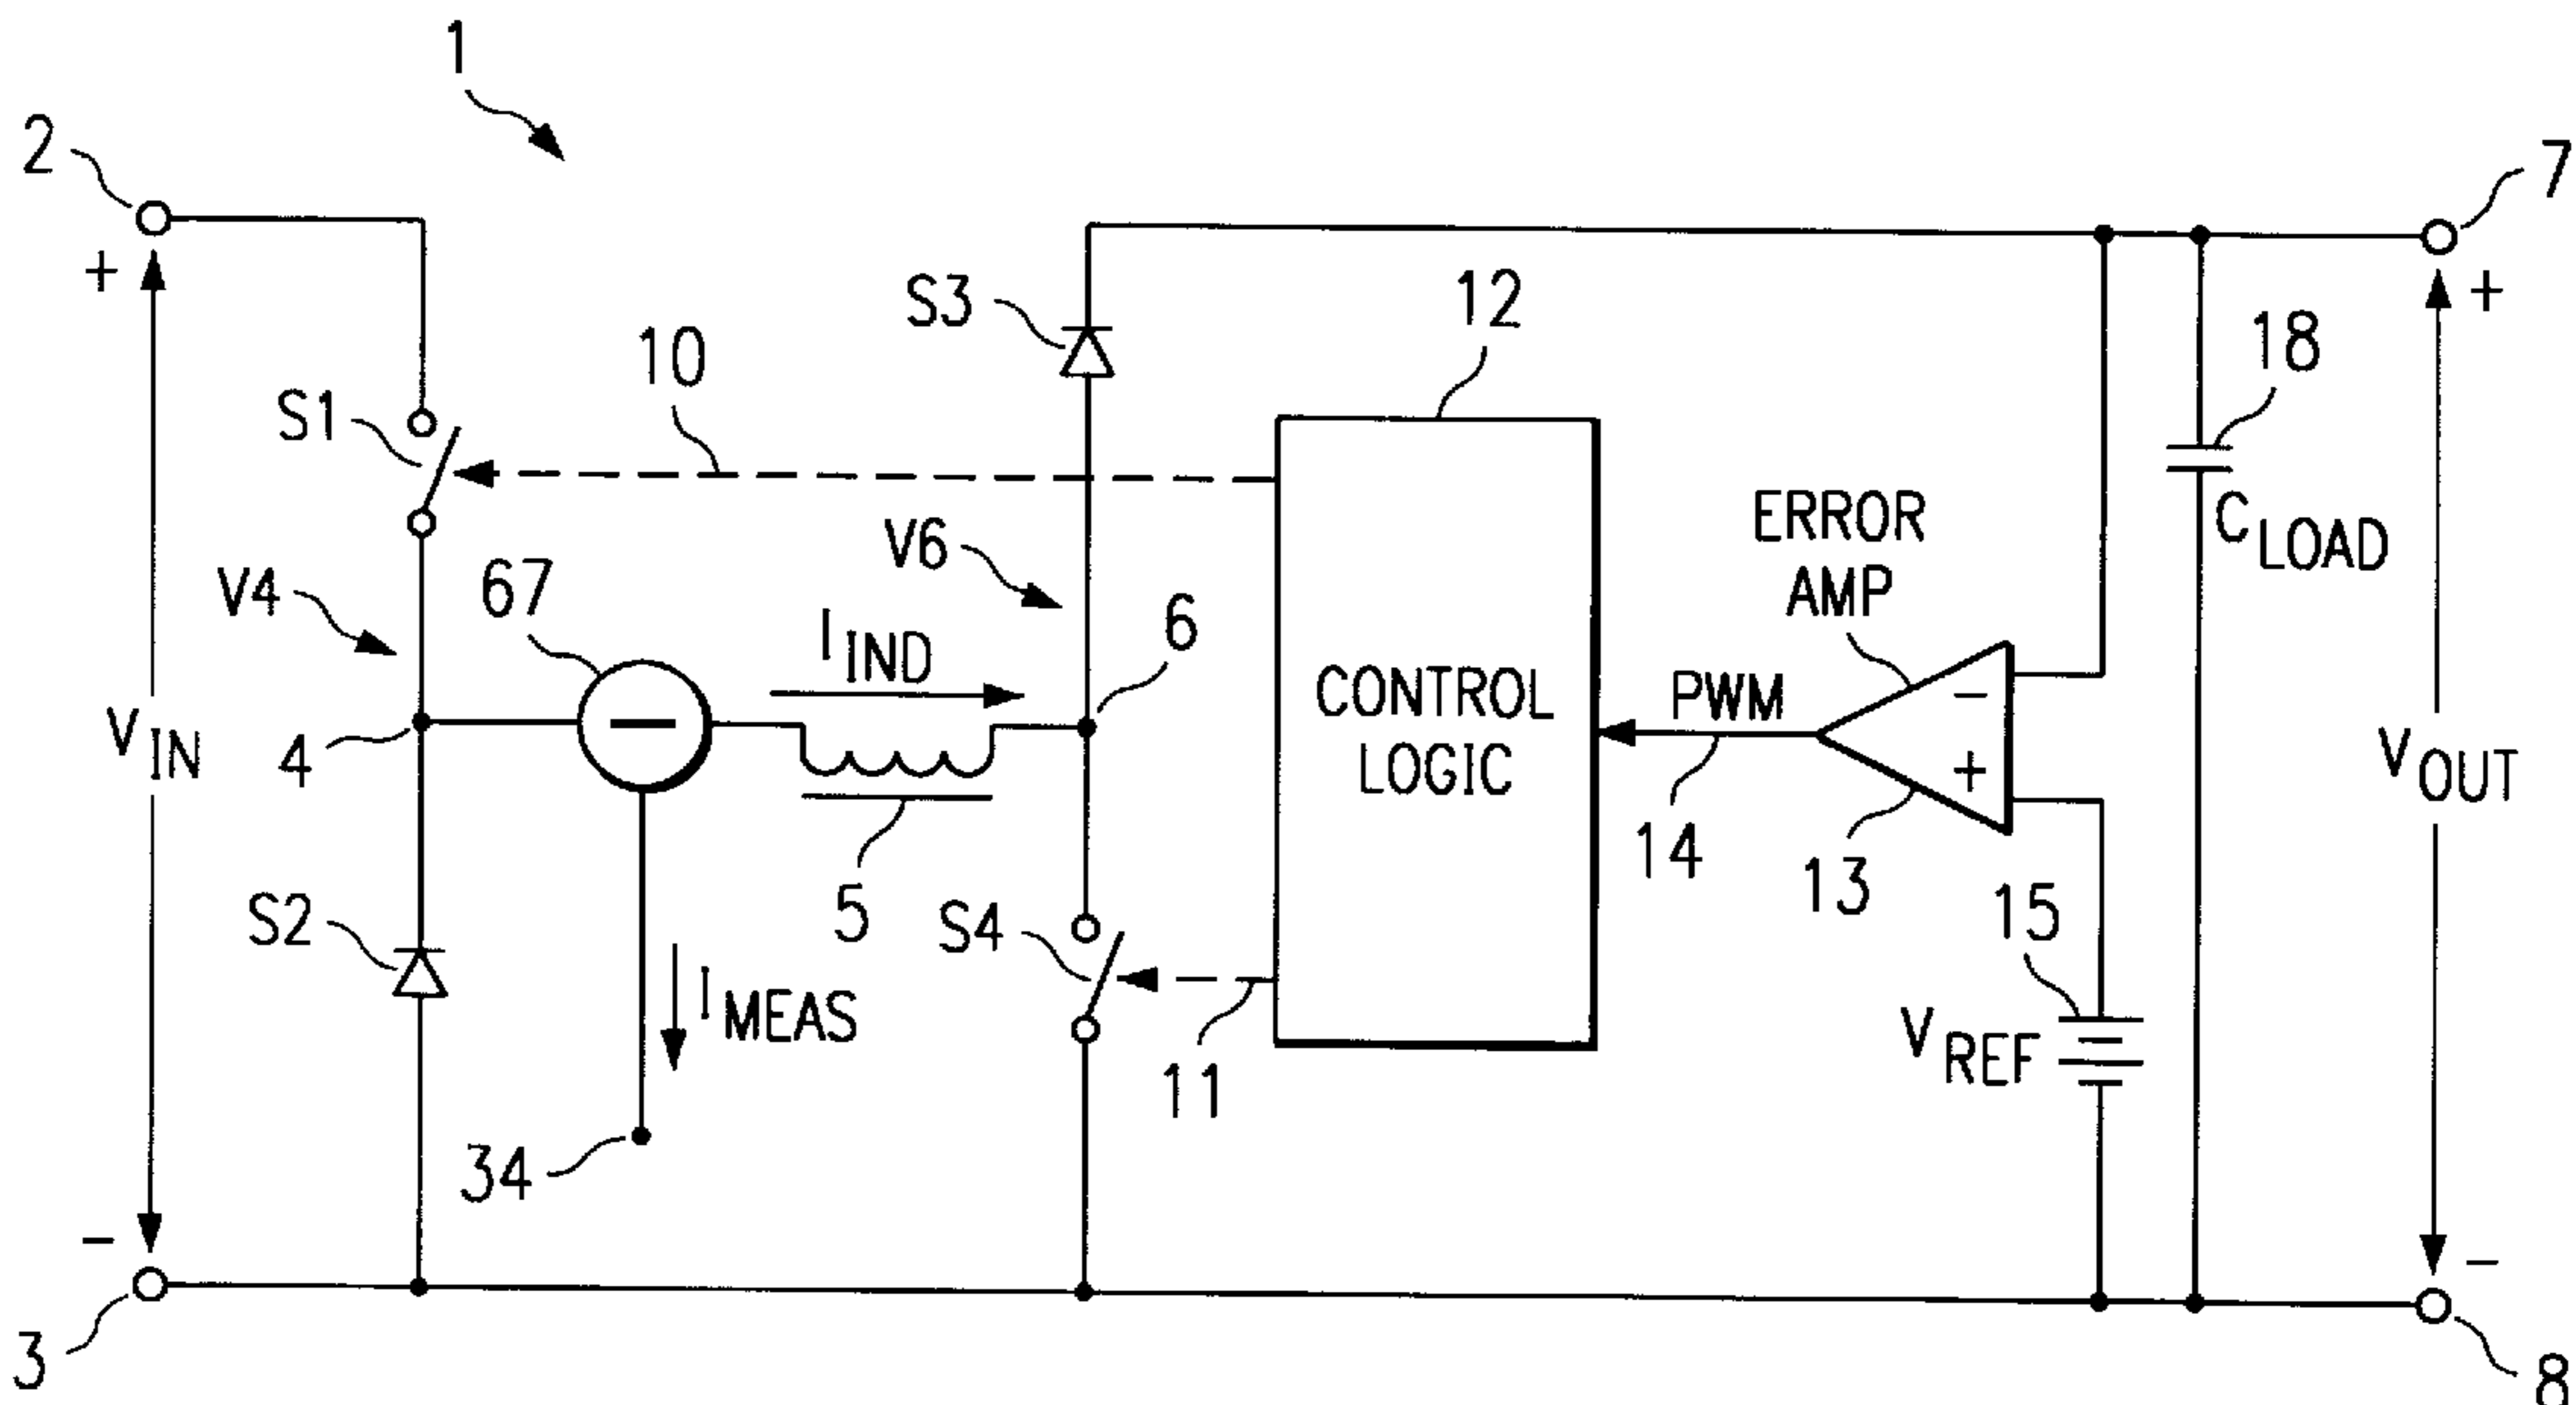 1
2
7
+
+
S3
12
18
10
S1
ERROR
AMP
C LOAD
V6
67
V4
I IND
6
CONTROL
LOGIC
PWM
−
+
V IN
4
V OUT
14
13
5
S2
S4
15
I MEAS
V REF
11
34
−
−
3
8